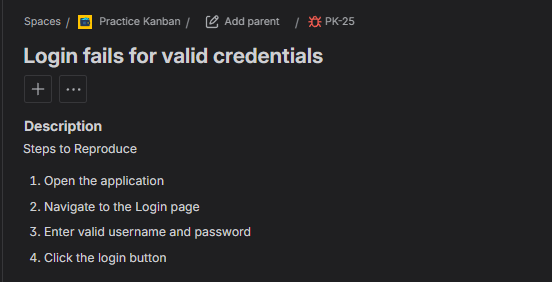 Spaces / Practice Kanban / Add parent / PK-25
Login fails for valid credentials
Description
Steps to Reproduce
1. Open the application
2. Navigate to the Login page
3. Enter valid username and password
4. Click the login button